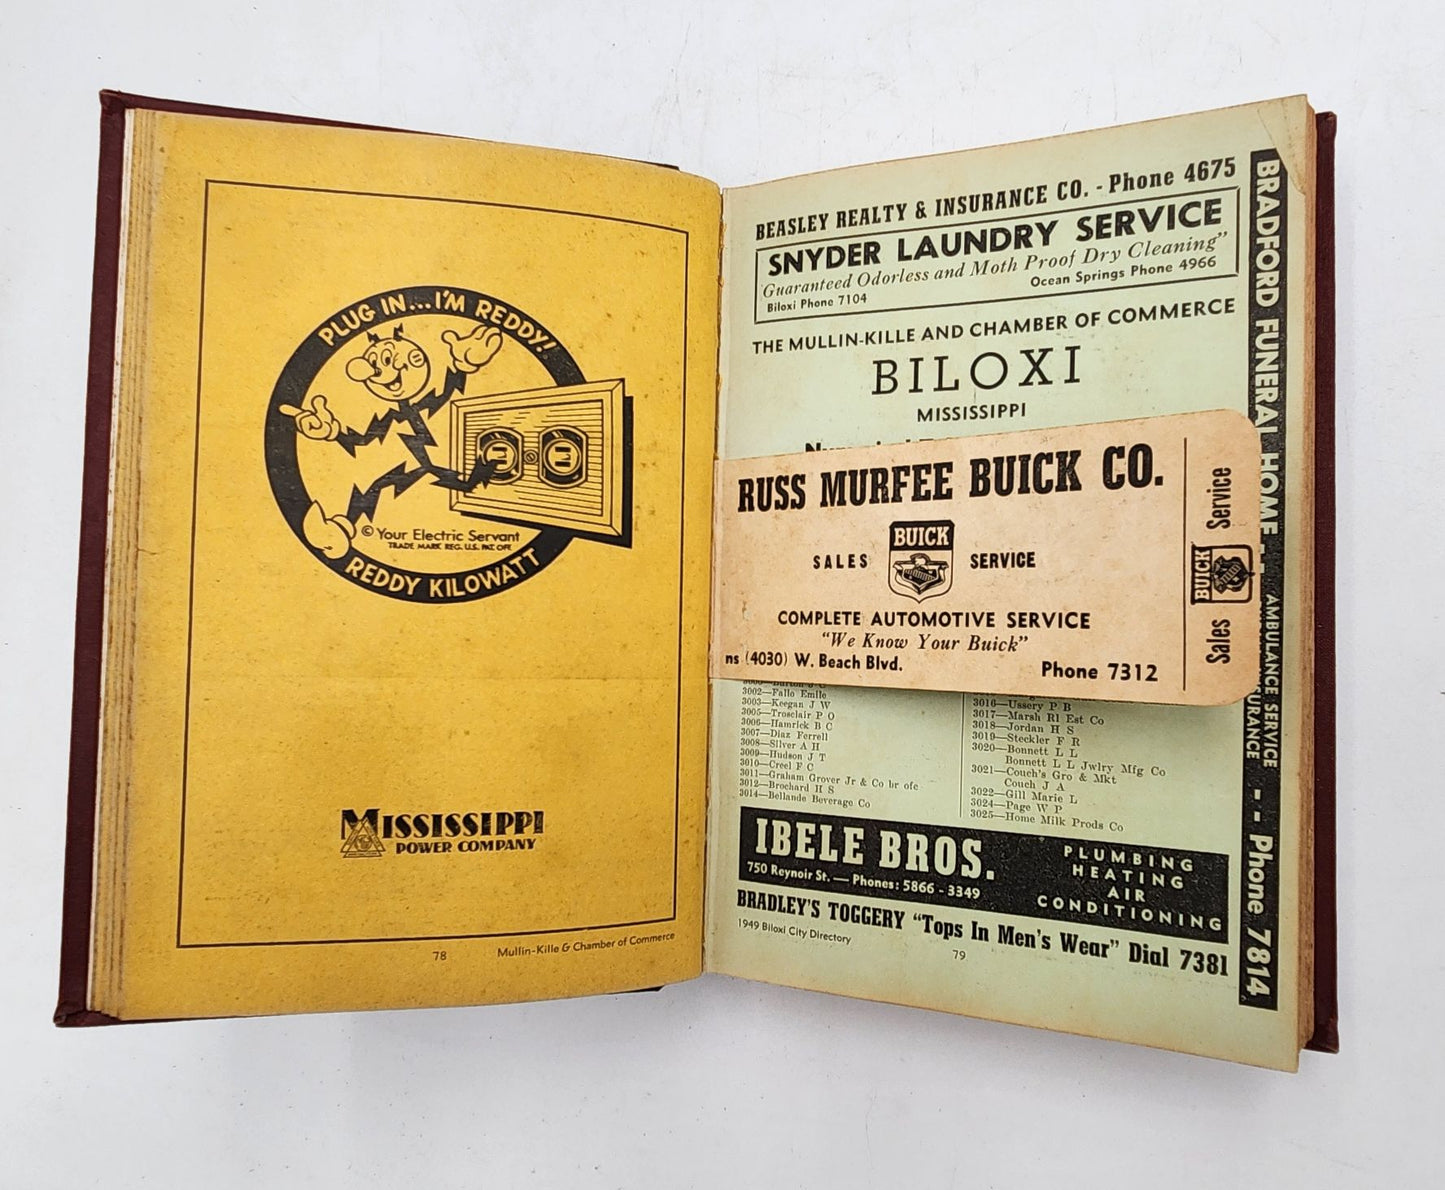 PLUG IN...I'M REDDY!
© Your Electric Servant
TRADE MARK REG. U.S. PAT. OFF.
REDDY KILOWATT
MISSISSIPPI
POWER COMPANY
78
Mullin-Kille & Chamber of Commerce
BEASLEY REALTY & INSURANCE CO. - Phone 4675
SNYDER LAUNDRY SERVICE
"Guaranteed Odorless and Moth Proof Dry Cleaning"
Biloxi Phone 7104
Ocean Springs Phone 4966
THE MULLIN-KILLE AND CHAMBER OF COMMERCE
BILOXI
MISSISSIPPI
RUSS MURFEE BUICK CO.
BUICK
SALES
SERVICE
COMPLETE AUTOMOTIVE SERVICE
"We Know Your Buick"
ns (4030) W. Beach Blvd.
Phone 7312
Sales
BUICK
Service
3002—Fallo Emile
3003—Keegan J W
3005—Trosclair P O
3006—Hamrick B C
3007—Diaz Ferrell
3008—Silver A H
3009—Hudson J T
3010—Creel F C
3011—Graham Grover Jr & Co br ofc
3012—Brochard H S
3014—Bellande Beverage Co
3016—Ussery P B
3017—Marsh Rl Est Co
3018—Jordan H S
3019—Steckler F R
3020—Bonnett L L
Bonnett L L Jwlry Mfg Co
3021—Couch's Gro & Mkt
Couch J A
3022—Gill Marie L
3024—Page W P
3025—Home Milk Prods Co
IBELE BROS.
750 Reynoir St. — Phones: 5866 - 3349
PLUMBING
HEATING
AIR
CONDITIONING
BRADLEY'S TOGGERY "Tops In Men's Wear" Dial 7381
1949 Biloxi City Directory
79
BRADFORD FUNERAL HOME - -
AMBULANCE SERVICE
- - Phone 7814